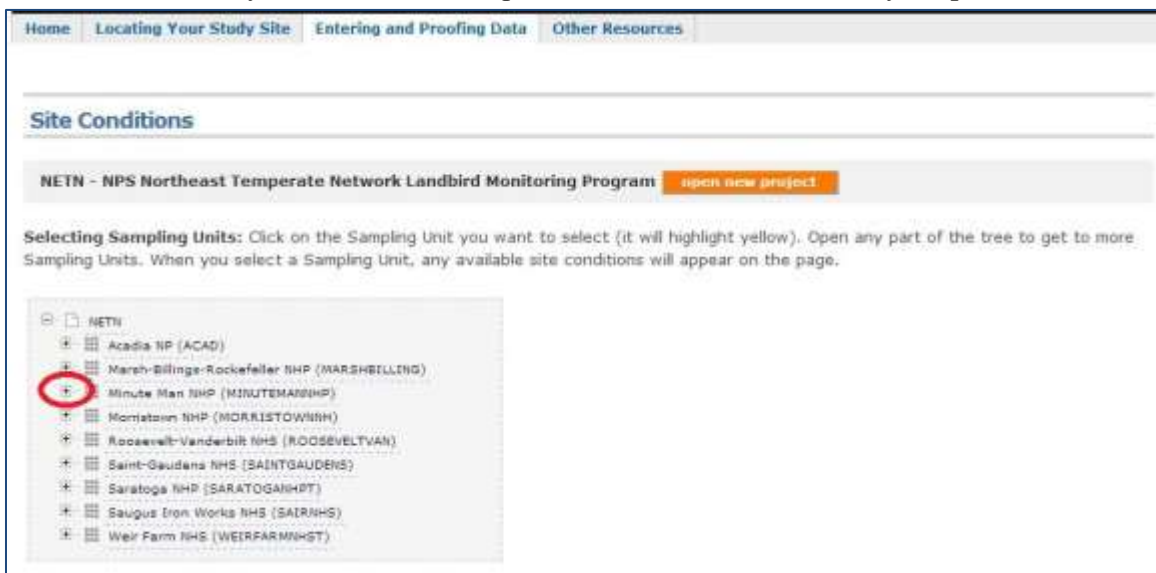 Home Locating Your Study Site Entering and Proofing Data Other Resources
Site Conditions
NETN - NPS Northeast Temperate Network Landbird Monitoring Program open new project
Selecting Sampling Units: Click on the Sampling Unit you want to select (it will highlight yellow). Open any part of the tree to get to more
Sampling Units. When you select a Sampling Unit, any available site conditions will appear on the page.
NETN
Acadia NP (ACAD)
Marsh-Billings-Rockefeller NHP (MARSHBILLING)
Minute Man NHP (MINUTEMANNHP)
Morristown NHP (MORRISTOWNNH)
Roosevelt-Vanderbilt NHS (ROOSEVELTVAN)
Saint-Gaudens NHS (SAINTGAUDENS)
Saratoga NHP (SARATOGANHPT)
Saugus Iron Works NHS (SAIRNHS)
Weir Farm NHS (WEIRFARMNHST)